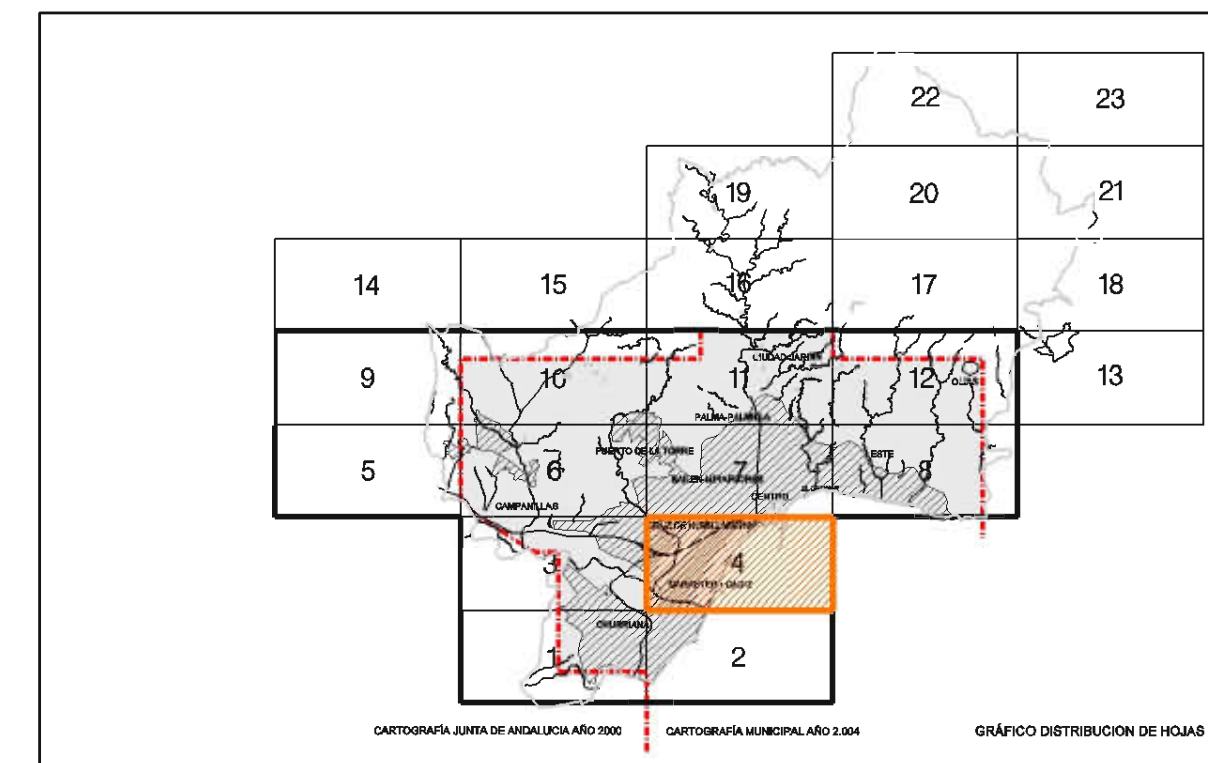 22 23
19 20 21
14 15 16 17 18
CIUDAD JARDIN
9 10 11 12 13
OLIAS
PALMA-PALMILLA
PUERTO DE LA TORRE ESTE
5 6 7 8
CENTRO
CAMPANILLAS
3 4
CHURRIANA
1 2
CARTOGRAFÍA JUNTA DE ANDALUCIA AÑO 2000 CARTOGRAFÍA MUNICIPAL AÑO 2.004 GRÁFICO DISTRIBUCION DE HOJAS